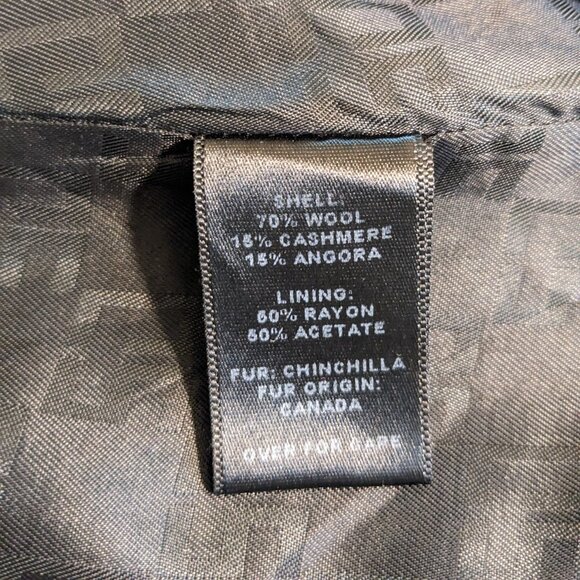 SHELL:
70% WOOL
15% CASHMERE
15% ANGORA
LINING:
50% RAYON
50% ACETATE
FUR: CHINCHILLA
FUR ORIGIN:
CANADA
OVER FOR CARE